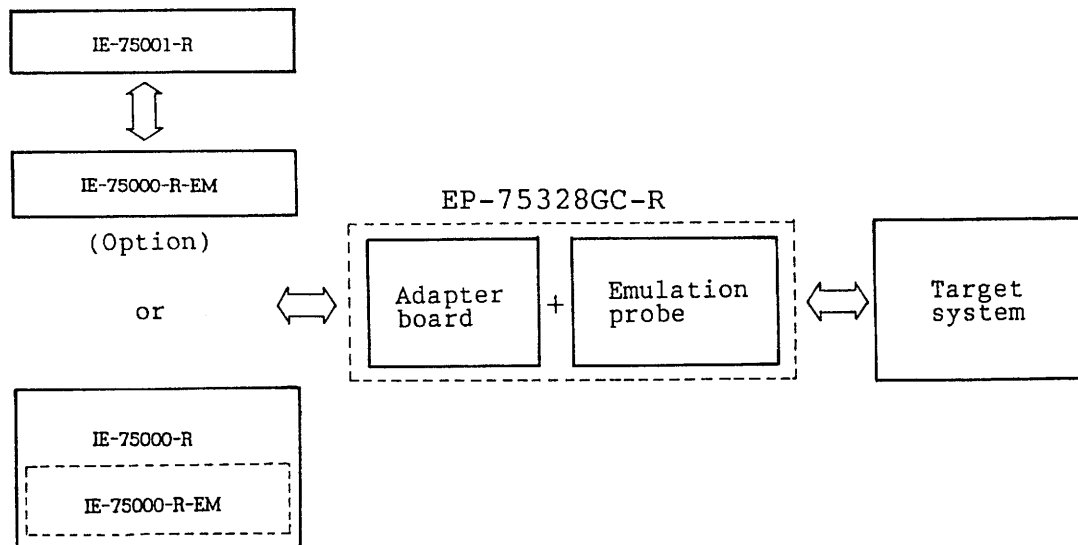 IE-75001-R
IE-75000-R-EM
(Option)
or
IE-75000-R
IE-75000-R-EM
EP-75328GC-R
Adapter
board
+
Emulation
probe
Target
system